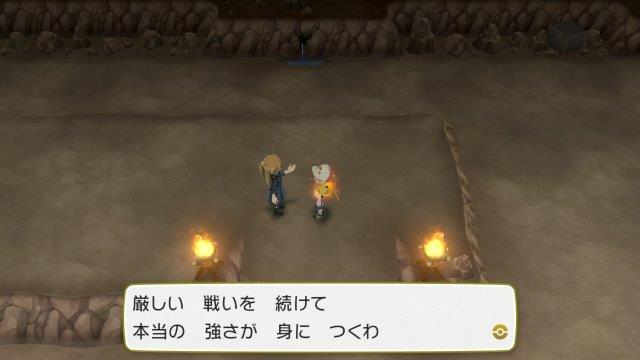 厳しい　戦いを　続けて
本当の　強さが　身に　つくわ